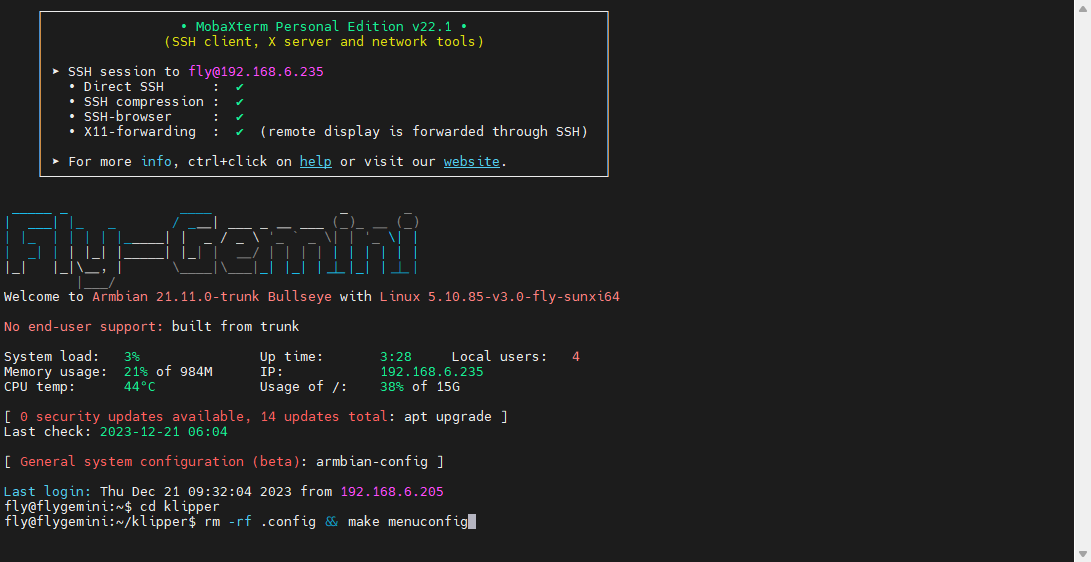 • MobaXterm Personal Edition v22.1 •
(SSH client, X server and network tools)
➤ SSH session to fly@192.168.6.235
• Direct SSH : ✔
• SSH compression : ✔
• SSH-browser : ✔
• X11-forwarding : ✔ (remote display is forwarded through SSH)
➤ For more info, ctrl+click on help or visit our website.
Fly-Gemini
Welcome to Armbian 21.11.0-trunk Bullseye with Linux 5.10.85-v3.0-fly-sunxi64
No end-user support: built from trunk
System load: 3% Up time: 3:28 Local users: 4
Memory usage: 21% of 984M IP: 192.168.6.235
CPU temp: 44°C Usage of /: 38% of 15G
[ 0 security updates available, 14 updates total: apt upgrade ]
Last check: 2023-12-21 06:04
[ General system configuration (beta): armbian-config ]
Last login: Thu Dec 21 09:32:04 2023 from 192.168.6.205
fly@flygemini:~$ cd klipper
fly@flygemini:~/klipper$ rm -rf .config && make menuconfig